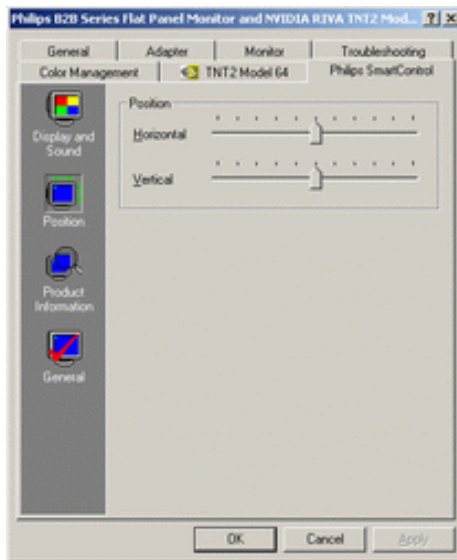 Philips B2B Series Flat Panel Monitor and NVIDIA RIVA TNT2 Mod...
General Adapter Monitor Troubleshooting
Color Management TNT2 Model 64 Philips SmartControl
Display and
Sound
Position
Product
Information
General
Position
Horizontal
Vertical
OK Cancel Apply